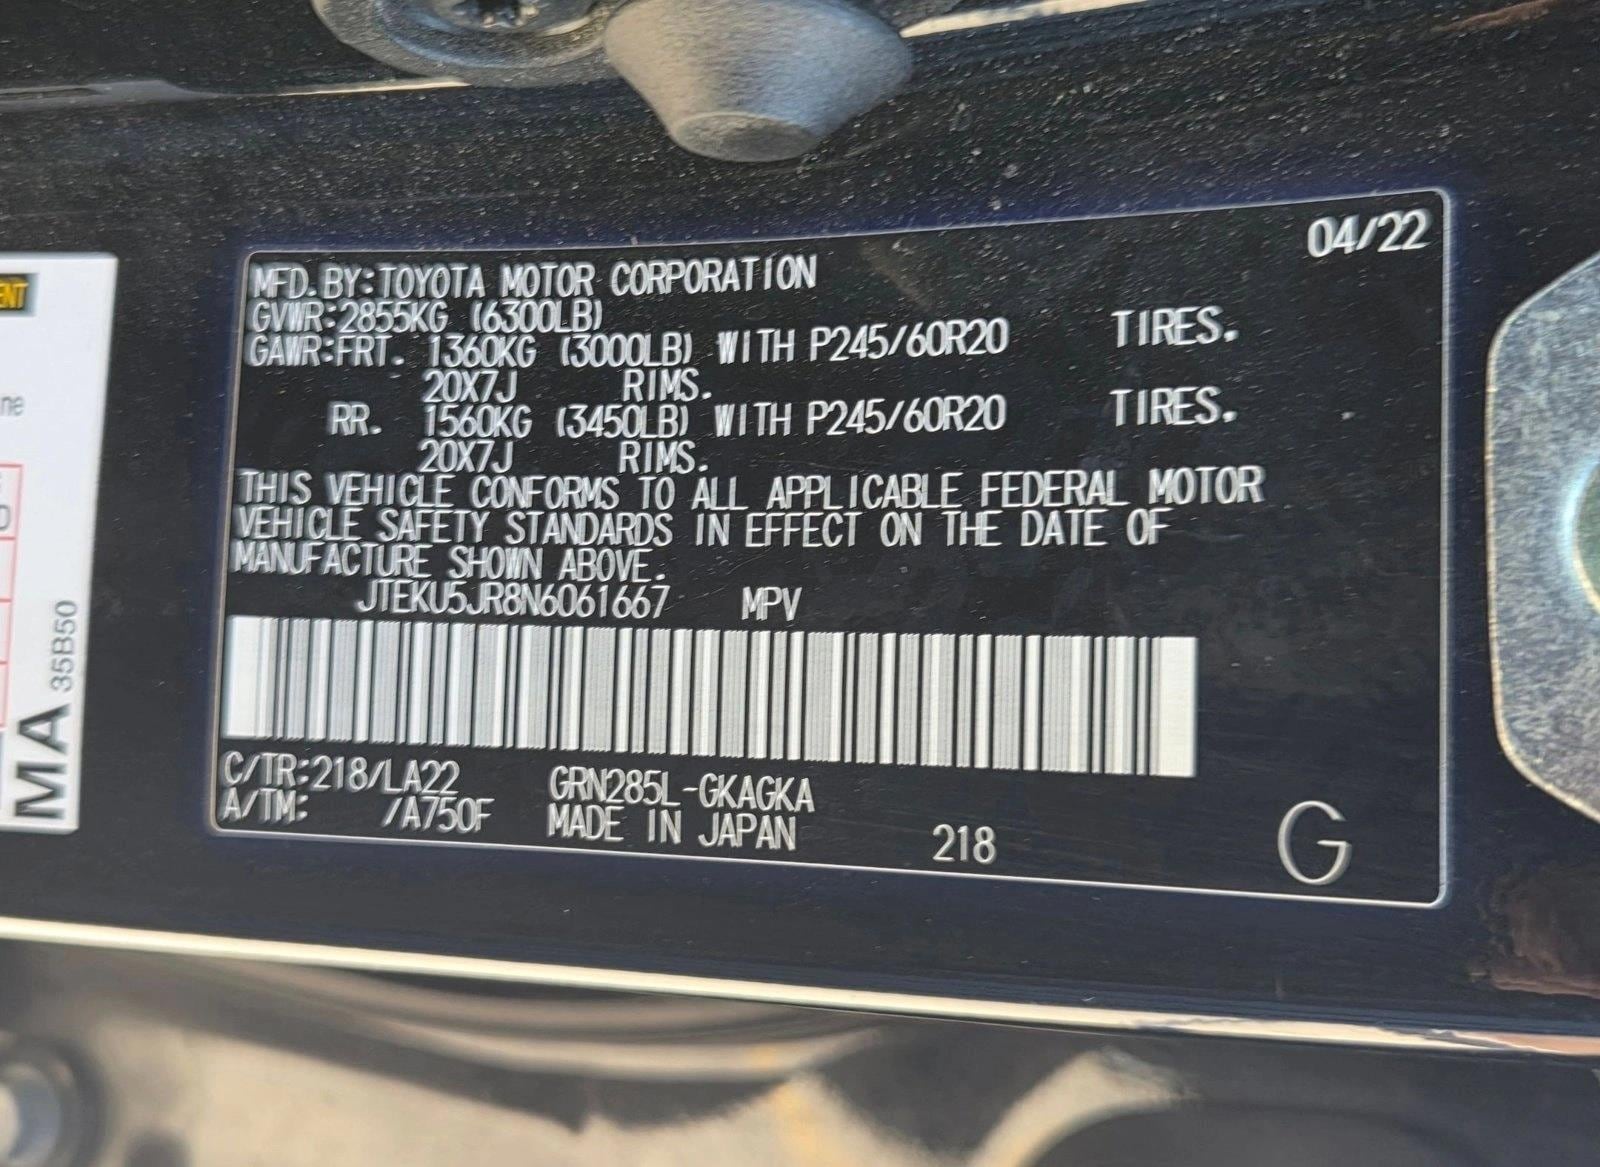 04/22
MFD. BY:TOYOTA MOTOR CORPORATION
GVWR:2855KG (6300LB)
GAWR:FRT. 1360KG (3000LB) WITH P245/60R20 TIRES.
20X7J RIMS.
RR. 1560KG (3450LB) WITH P245/60R20 TIRES.
20X7J RIMS.
THIS VEHICLE CONFORMS TO ALL APPLICABLE FEDERAL MOTOR
VEHICLE SAFETY STANDARDS IN EFFECT ON THE DATE OF
MANUFACTURE SHOWN ABOVE.
JTEKU5JR8N6061667 MPV
C/TR:218/LA22 GRN285L-GKAGKA
A/TM: /A750F MADE IN JAPAN 218 G
MA 35B50